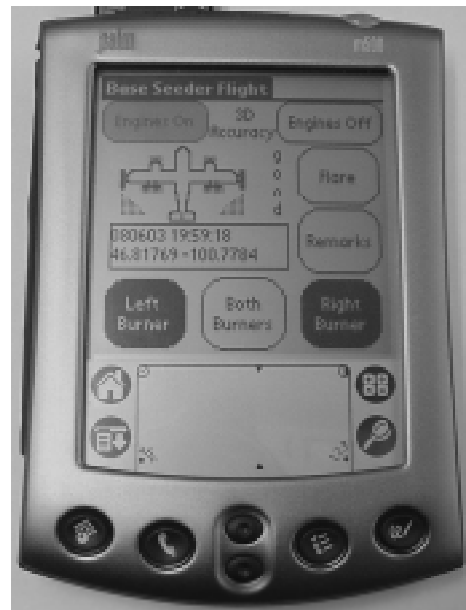 palm m500
Base Seeder Flight
Engines On
3D
Accuracy
Engines Off
g
o
o
d
Flare
080603 19:59:18
46.81769 -100.7784
Remarks
Left
Burner
Both
Burners
Right
Burner